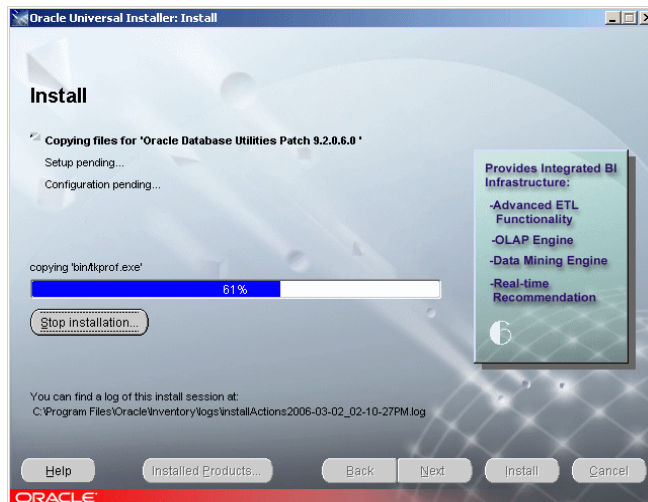 Oracle Universal Installer: Install
Install
Copying files for 'Oracle Database Utilities Patch 9.2.0.6.0 '
Setup pending...
Configuration pending...
copying 'bin/tkprof.exe'
61%
Stop installation...
Provides Integrated BI
Infrastructure:
-Advanced ETL
Functionality
-OLAP Engine
-Data Mining Engine
-Real-time
Recommendation
6
You can find a log of this install session at:
C:\Program Files\Oracle\Inventory\logs\installActions2006-03-02_02-10-27PM.log
Help
Installed Products...
Back
Next
Install
Cancel
ORACLE